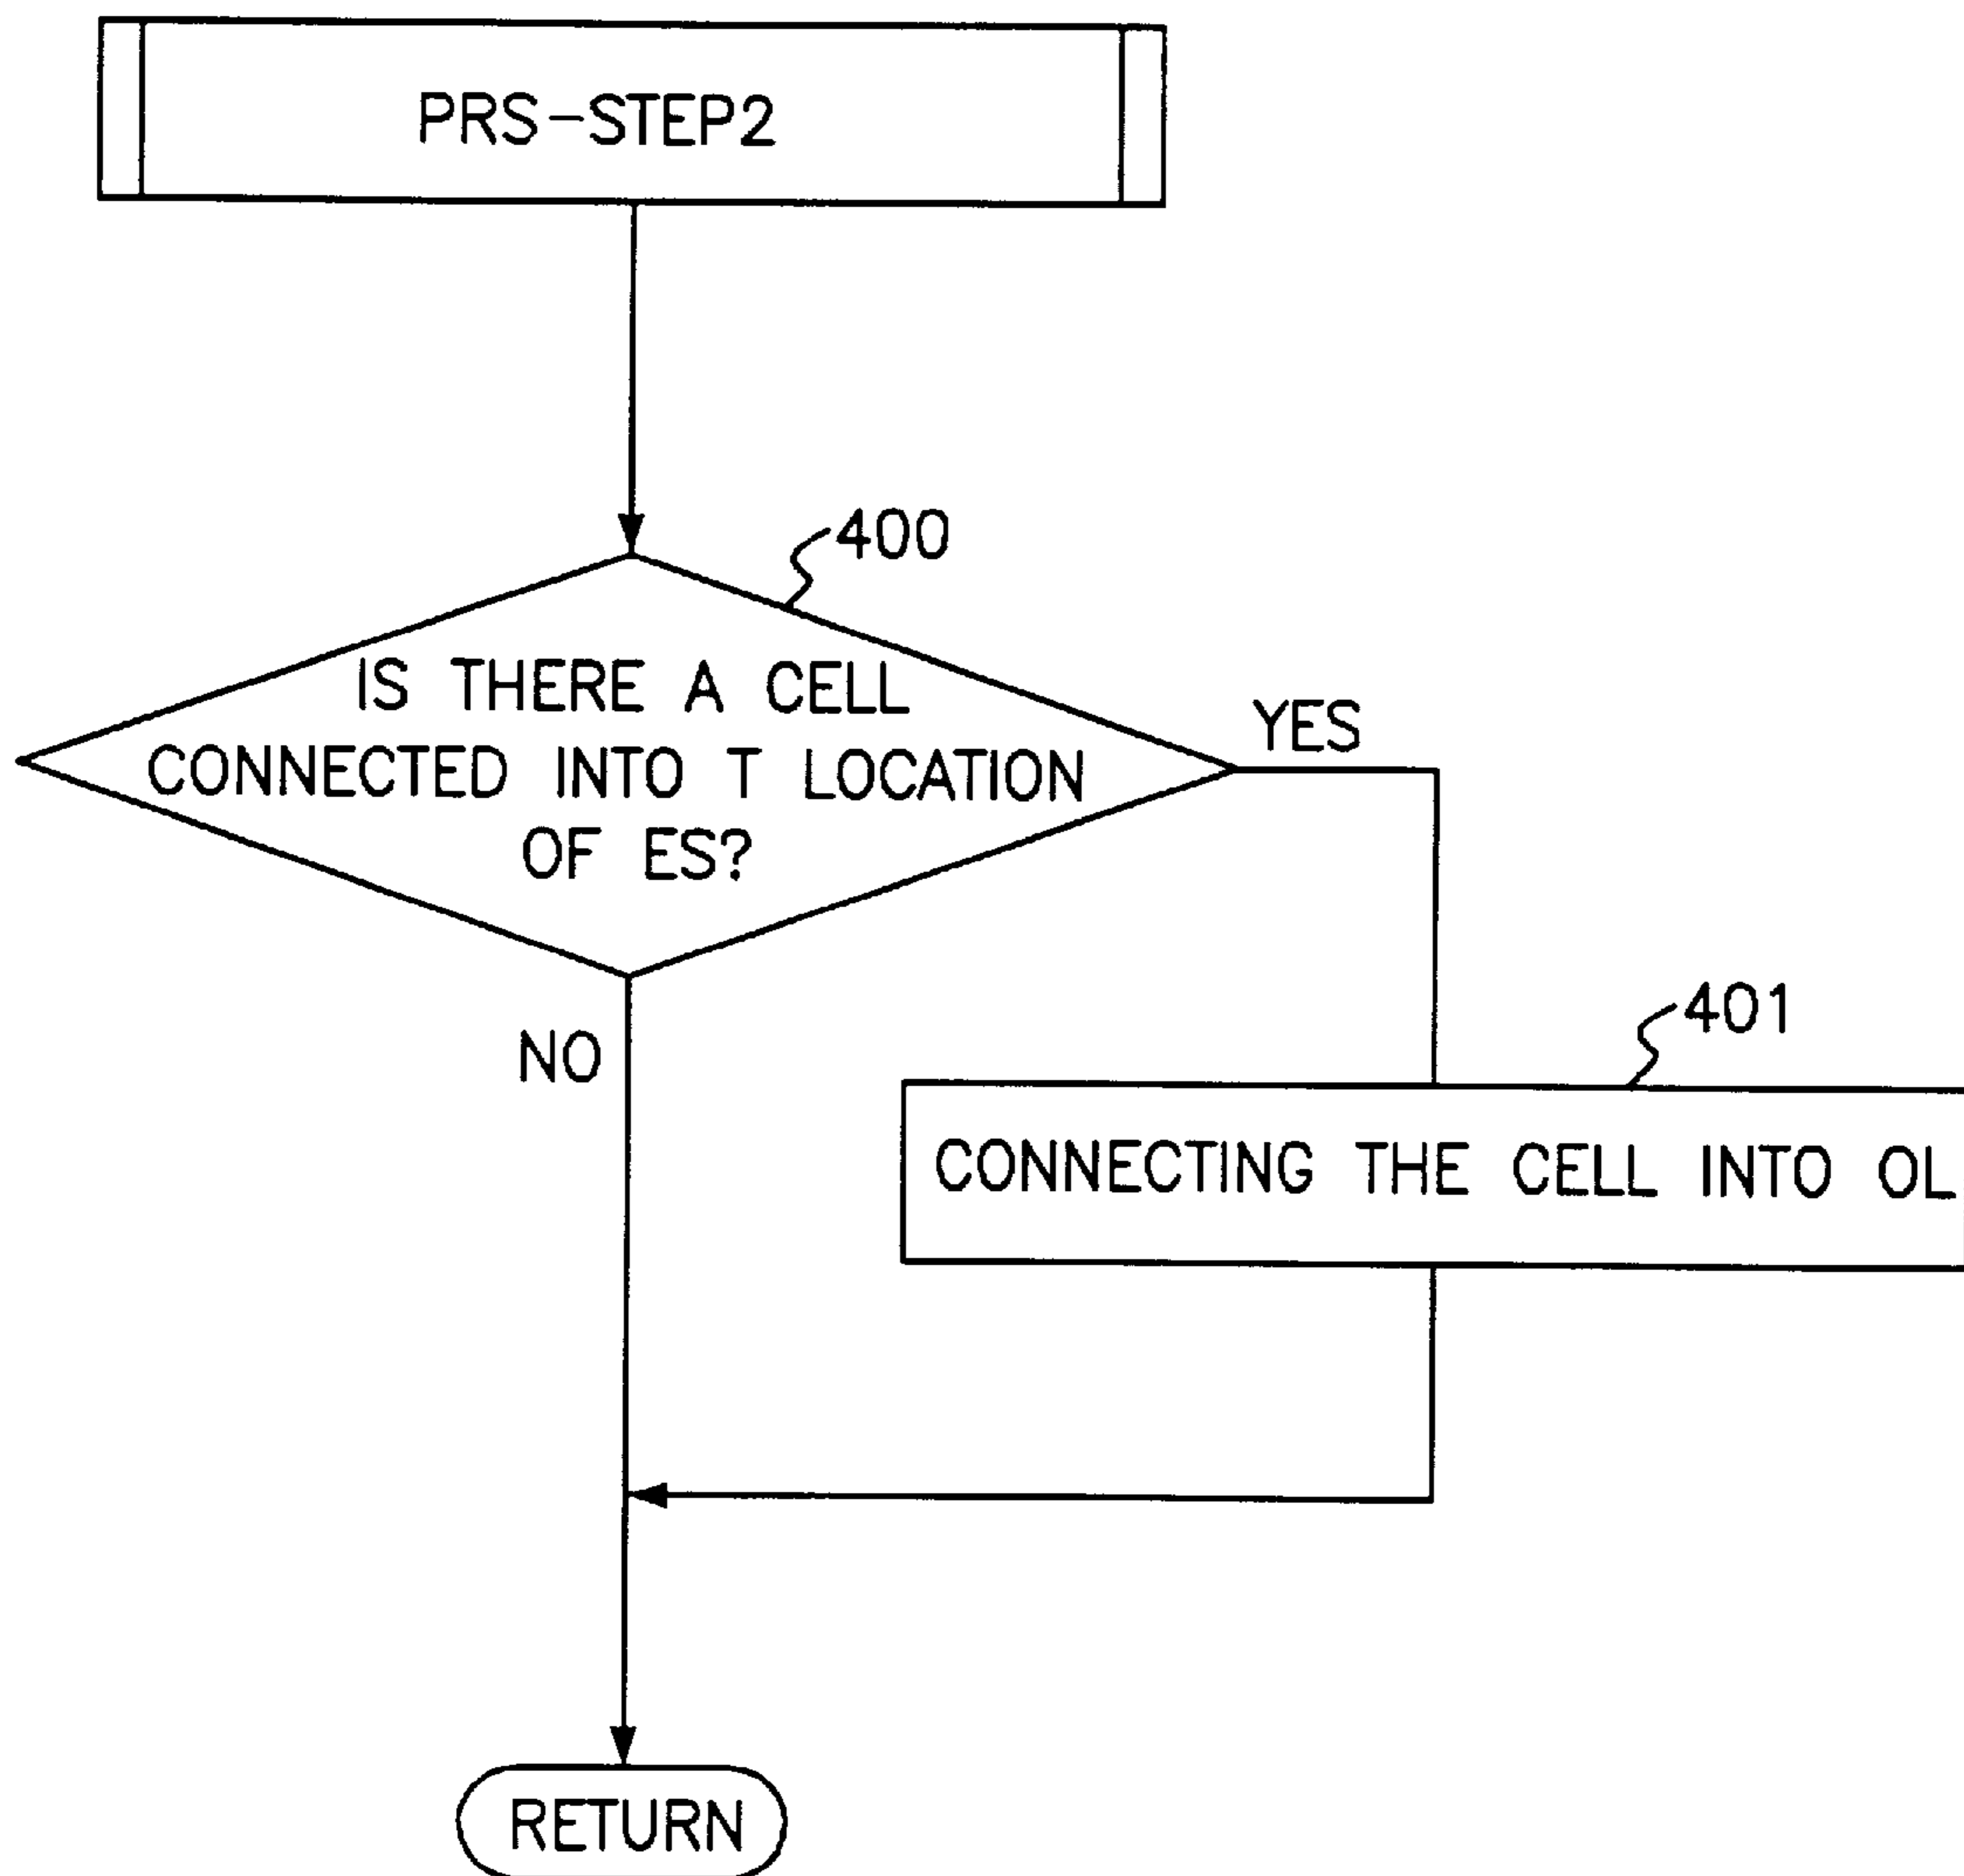 PRS-STEP2
400
IS THERE A CELL
CONNECTED INTO T LOCATION
OF ES?
YES
NO
401
CONNECTING THE CELL INTO OL
RETURN